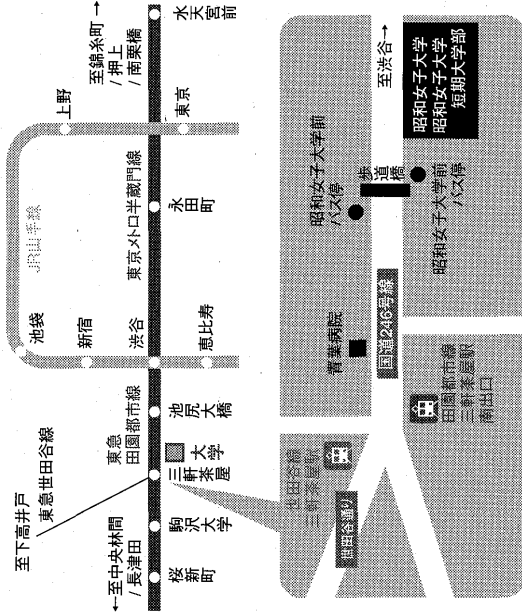 至錦糸町→
/ 押上
/ 南栗橋
水天宮前
上野
東京
JR山手線
東京メトロ半蔵門線
永田町
池袋
新宿
渋谷
恵比寿
東急
田園都市線
池尻大橋
大学
三軒茶屋
至下高井戸
東急世田谷線
駒沢大学
←至中央林間
/ 長津田
桜新町
至渋谷→
昭和女子大学
昭和女子大学
短期大学部
昭和女子大学前
バス停
歩道橋
昭和女子大学前
バス停
青葉病院
国道246号線
田園都市線
三軒茶屋駅
南出口
世田谷線
三軒茶屋駅
世田谷通り